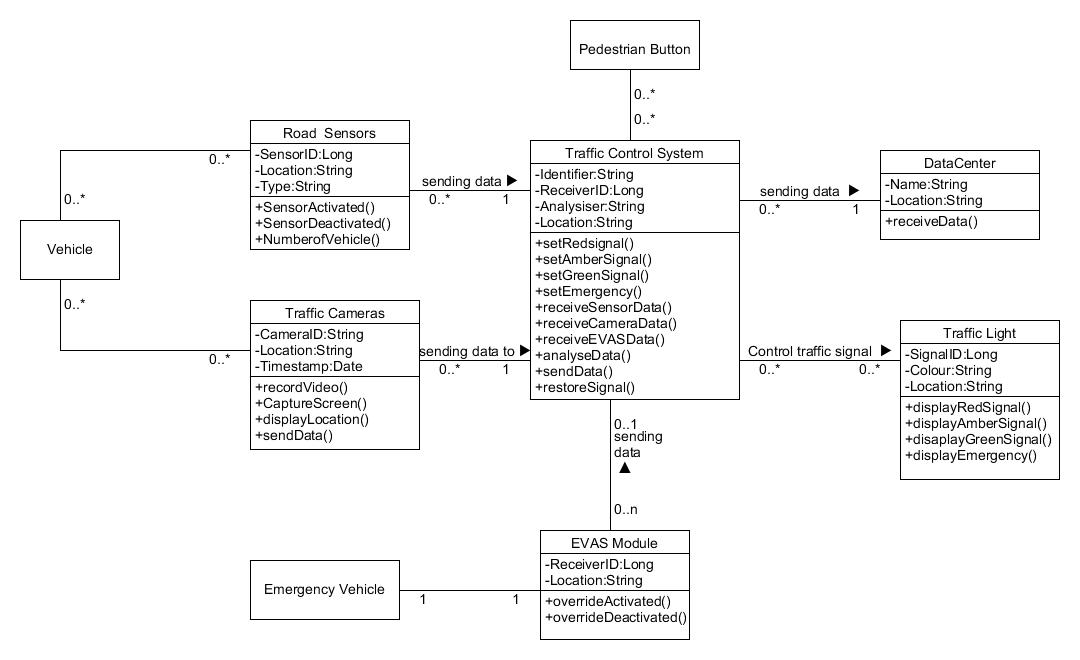 Pedestrian Button
0..*
0..*
Road  Sensors
-SensorID:Long
-Location:String
-Type:String
+SensorActivated()
+SensorDeactivated()
+NumberofVehicle()
0..*
0..*
Vehicle
0..*
0..*
sending data ▶
0..*
1
Traffic Control System
-Identifier:String
-ReceiverID:Long
-Analysiser:String
-Location:String
+setRedsignal()
+setAmberSignal()
+setGreenSignal()
+setEmergency()
+receiveSensorData()
+receiveCameraData()
+receiveEVASData()
+analyseData()
+sendData()
+restoreSignal()
sending data ▶
0..*
1
DataCenter
-Name:String
-Location:String
+receiveData()
Traffic Cameras
-CameraID:String
-Location:String
-Timestamp:Date
+recordVideo()
+CaptureScreen()
+displayLocation()
+sendData()
sending data to ▶
0..*
1
Control traffic signal ▶
0..*
0..*
Traffic Light
-SignalID:Long
-Colour:String
-Location:String
+displayRedSignal()
+displayAmberSignal()
+disaplayGreenSignal()
+displayEmergency()
0..1
sending
data
▲
0..n
EVAS Module
-ReceiverID:Long
-Location:String
+overrideActivated()
+overrideDeactivated()
Emergency Vehicle
1
1